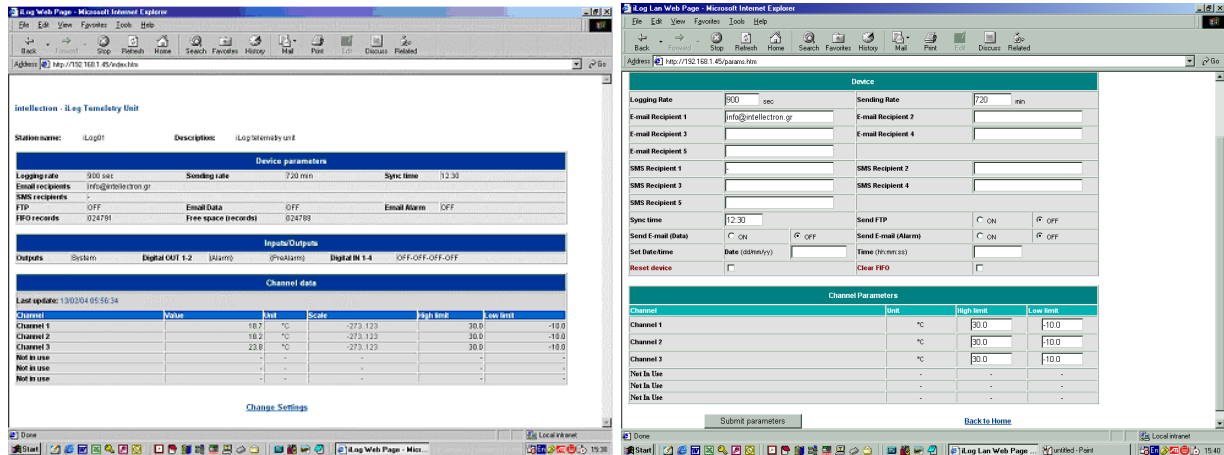 iLog Web Page - Microsoft Internet Explorer
File Edit View Favorites Tools Help
Back Forward Stop Refresh Home Search Favorites History Mail Print Edit Discuss Related
Address http://192.168.1.45/index.htm Go
intellectron - iLog Temeletry Unit
Station name: iLog01 Description: iLog telemetry unit
Device parameters
Logging rate 900 sec Sending rate 720 min Sync time 12:30
Email recipients info@intellectron.gr
SMS recipients -
FTP OFF Email Data OFF Email Alarm OFF
FIFO records 024791 Free space (records) 024788
Inputs/Outputs
Outputs (System Digital OUT 1-2 (Alarm) (PreAlarm) Digital IN 1-4 OFF-OFF-OFF-OFF
Channel data
Last update: 13/02/04 05:56:34
Channel Value Unit Scale High limit Low limit
Channel 1 18.7 °C -273..123 30.0 -10.0
Channel 2 18.2 °C -273..123 30.0 -10.0
Channel 3 23.8 °C -273..123 30.0 -10.0
Not in use - - - - -
Not in use - - - - -
Not in use - - - - -
Change Settings
Done Local intranet
Start iLog Web Page - Micr... En 15:38
iLog Lan Web Page - Microsoft Internet Explorer
File Edit View Favorites Tools Help
Back Forward Stop Refresh Home Search Favorites History Mail Print Edit Discuss Related
Address http://192.168.1.45/params.htm Go
Device
Logging Rate 900 sec Sending Rate 720 min
E-mail Recipient 1 info@intellectron.gr E-mail Recipient 2
E-mail Recipient 3 E-mail Recipient 4
E-mail Recipient 5
SMS Recipient 1 - SMS Recipient 2
SMS Recipient 3 SMS Recipient 4
SMS Recipient 5
Sync time 12:30 Send FTP ON OFF
Send E-mail (Data) ON OFF Send E-mail (Alarm) ON OFF
Set Date/time Date (dd/mm/yy) Time (hh:mm:ss)
Reset device Clear FIFO
Channel Parameters
Channel Unit High limit Low limit
Channel 1 °C 30.0 -10.0
Channel 2 °C 30.0 -10.0
Channel 3 °C 30.0 -10.0
Not In Use - - -
Not In Use - - -
Not In Use - - -
Submit parameters Back to Home
Done Local intranet
Start iLog Lan Web Page ... untitled - Paint En 15:40